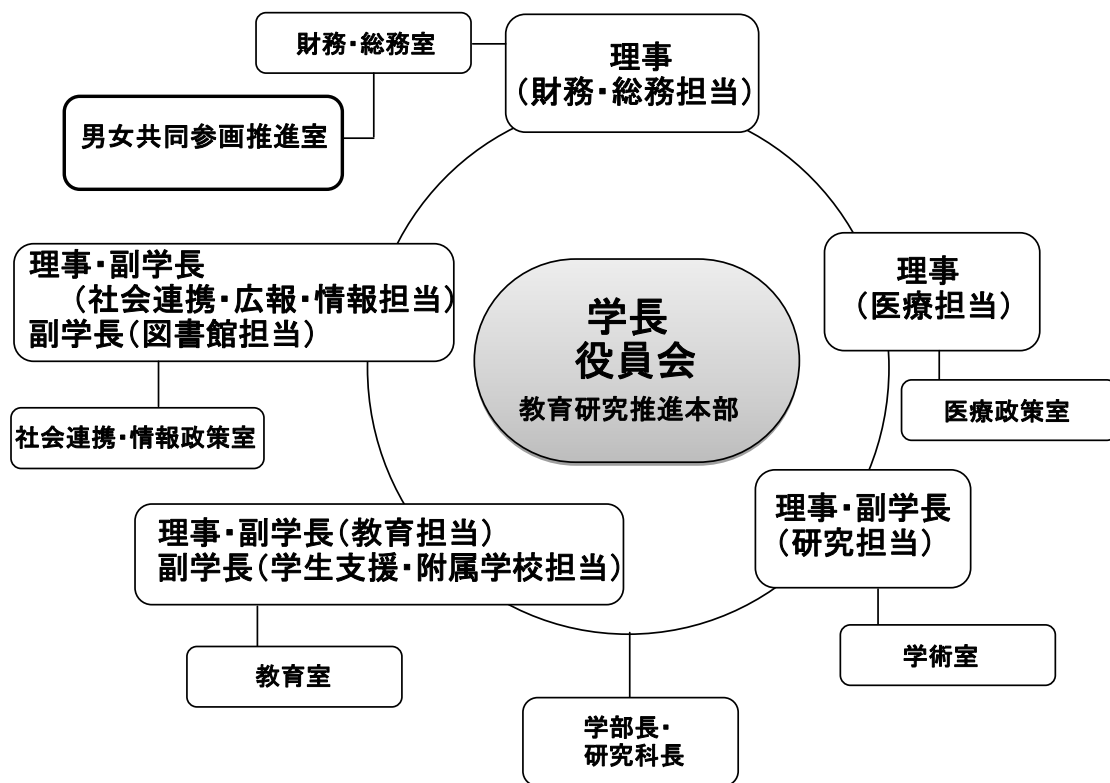 財務・総務室
理事
（財務・総務担当）
男女共同参画推進室
理事・副学長
（社会連携・広報・情報担当）
副学長（図書館担当）
理事
（医療担当）
学長
役員会
教育研究推進本部
医療政策室
社会連携・情報政策室
理事・副学長
（研究担当）
理事・副学長（教育担当）
副学長（学生支援・附属学校担当）
学術室
教育室
学部長・
研究科長